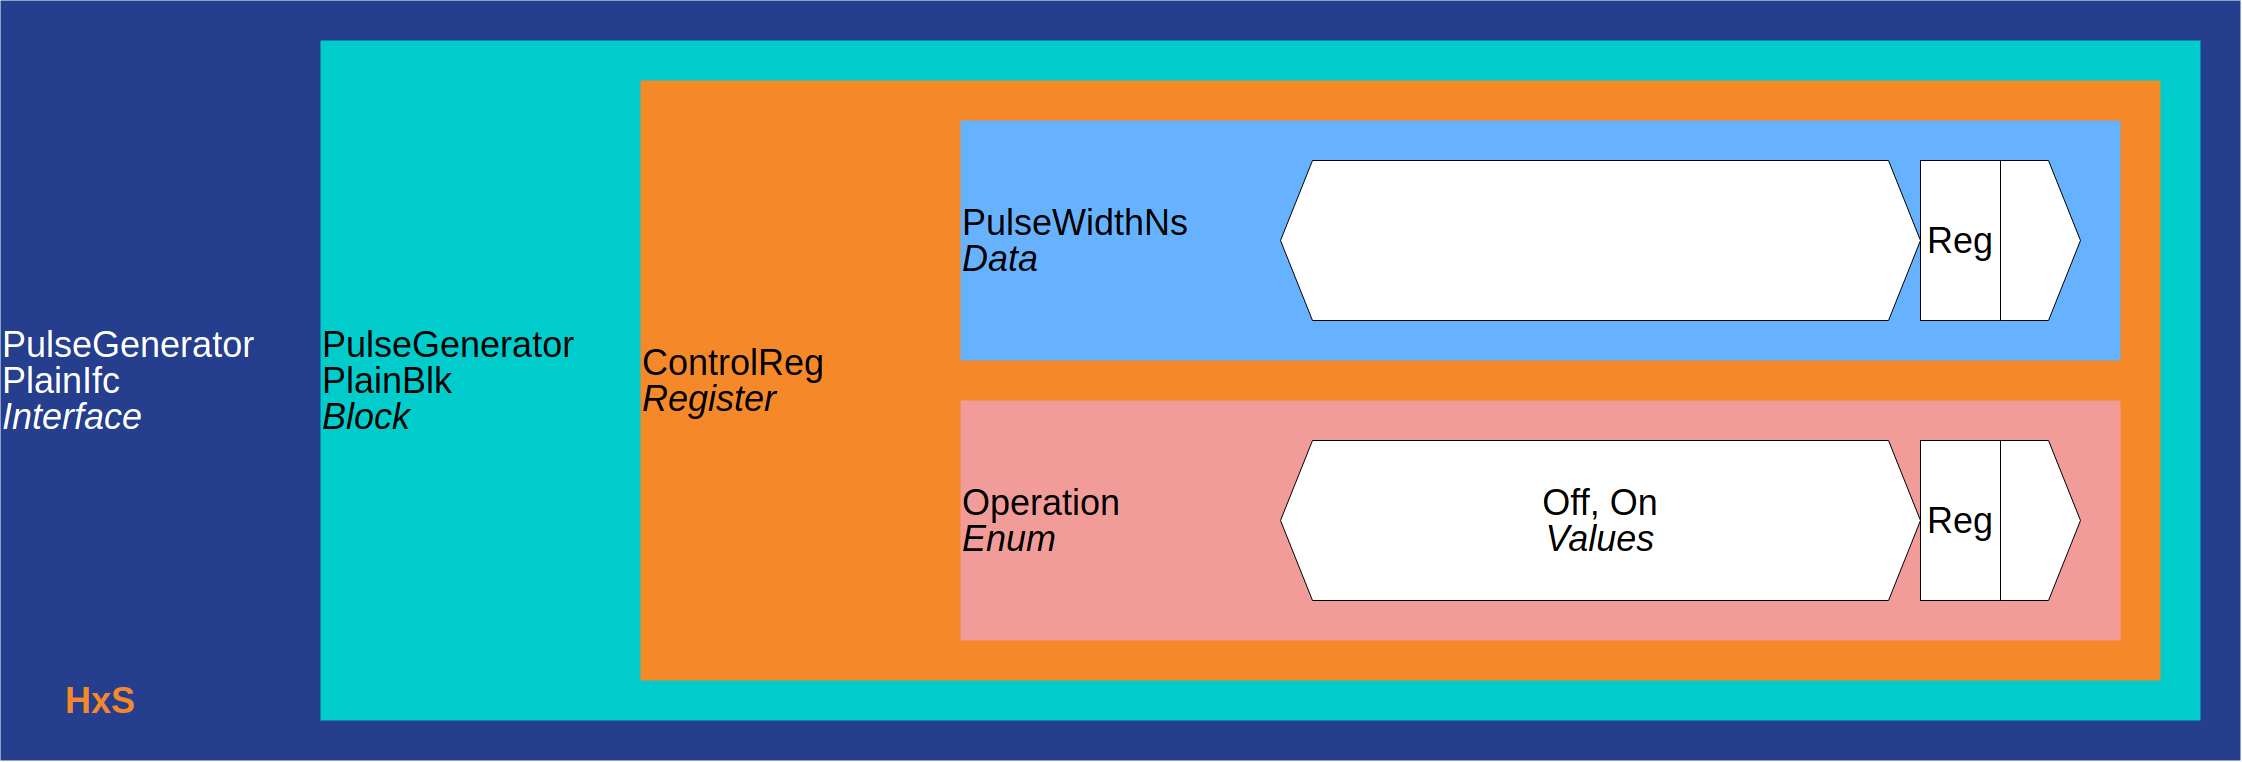 PulseGenerator
PlainIfc
Interface
HxS
PulseGenerator
PlainBlk
Block
ControlReg
Register
PulseWidthNs
Data
Reg
Operation
Enum
Off, On
Values
Reg